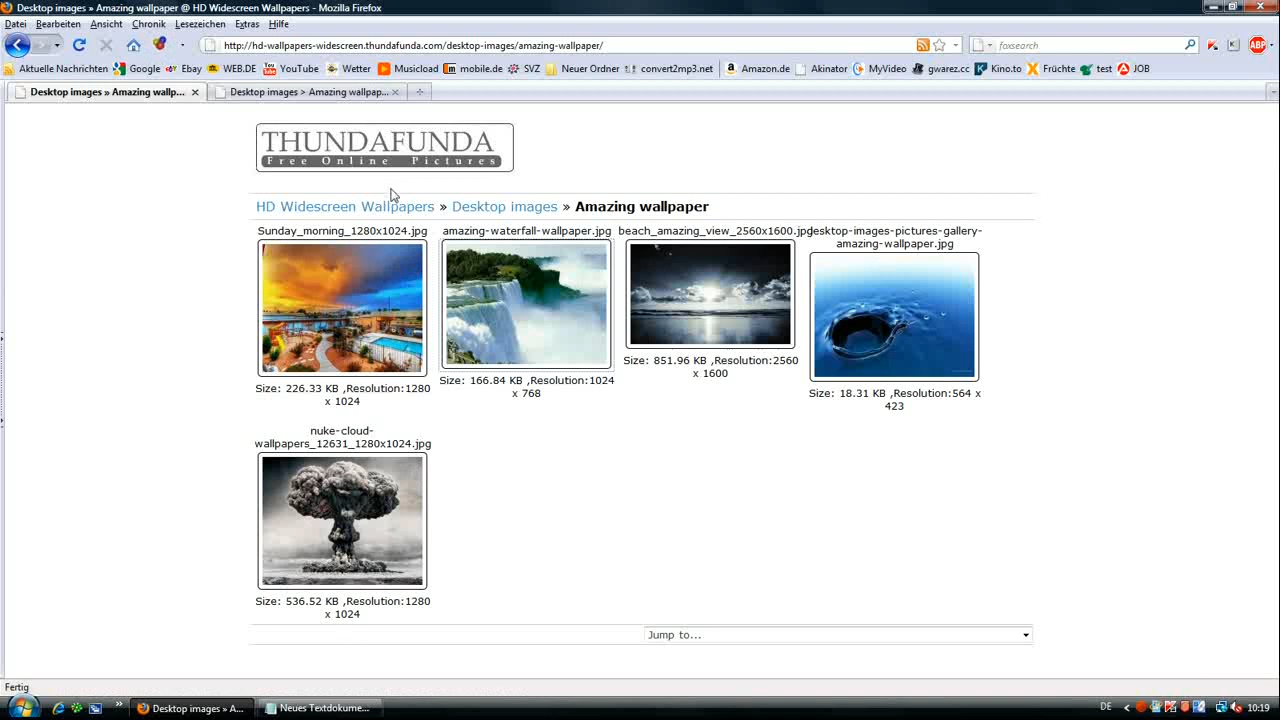 Desktop images » Amazing wallpaper @ HD Widescreen Wallpapers - Mozilla Firefox
Datei Bearbeiten Ansicht Chronik Lesezeichen Extras Hilfe
http://hd-wallpapers-widescreen.thundafunda.com/desktop-images/amazing-wallpaper/
foxsearch
ABP
Aktuelle Nachrichten Google Ebay WEB.DE YouTube Wetter Musicload mobile.de SVZ Neuer Ordner convert2mp3.n... Amazon.de Akinator MyVideo gwarez.cc Kino.to Früchte test JOB
Desktop images » Amazing wallp... Desktop images > Amazing wallpap...
THUNDAFUNDA
Free Online Pictures
HD Widescreen Wallpapers » Desktop images » Amazing wallpaper
Sunday_morning_1280x1024.jpg
Size: 226.33 KB ,Resolution:1280
x 1024
amazing-waterfall-wallpaper.jpg
Size: 166.84 KB ,Resolution:1024
x 768
beach_amazing_view_2560x1600.jpg
Size: 851.96 KB ,Resolution:2560
x 1600
desktop-images-pictures-gallery-
amazing-wallpaper.jpg
Size: 18.31 KB ,Resolution:564 x
423
nuke-cloud-
wallpapers_12631_1280x1024.jpg
Size: 536.52 KB ,Resolution:1280
x 1024
Jump to...
Fertig
Desktop images » A... Neues Textdokume... DE 10:19